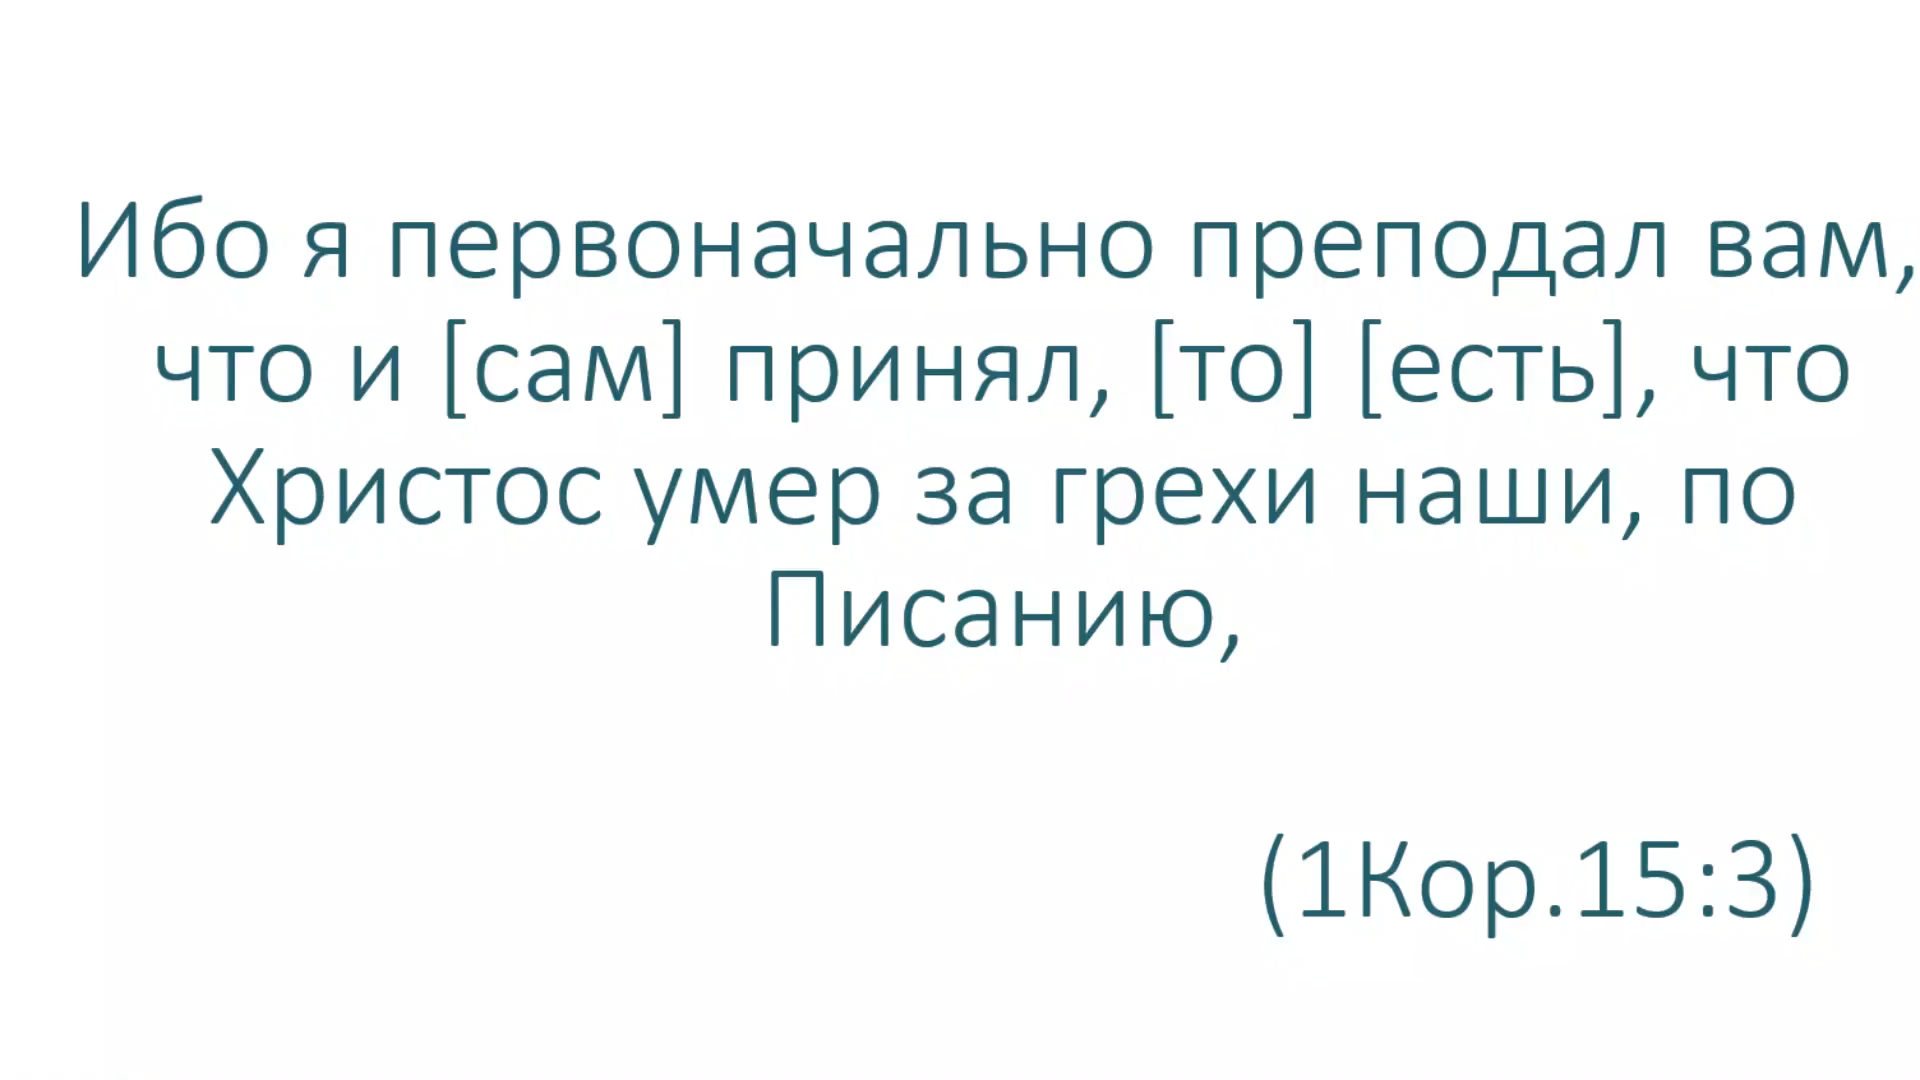 Ибо я первоначально преподал вам,
что и [сам] принял, [то] [есть], что
Христос умер за грехи наши, по
Писанию,
(1Кор.15:3)